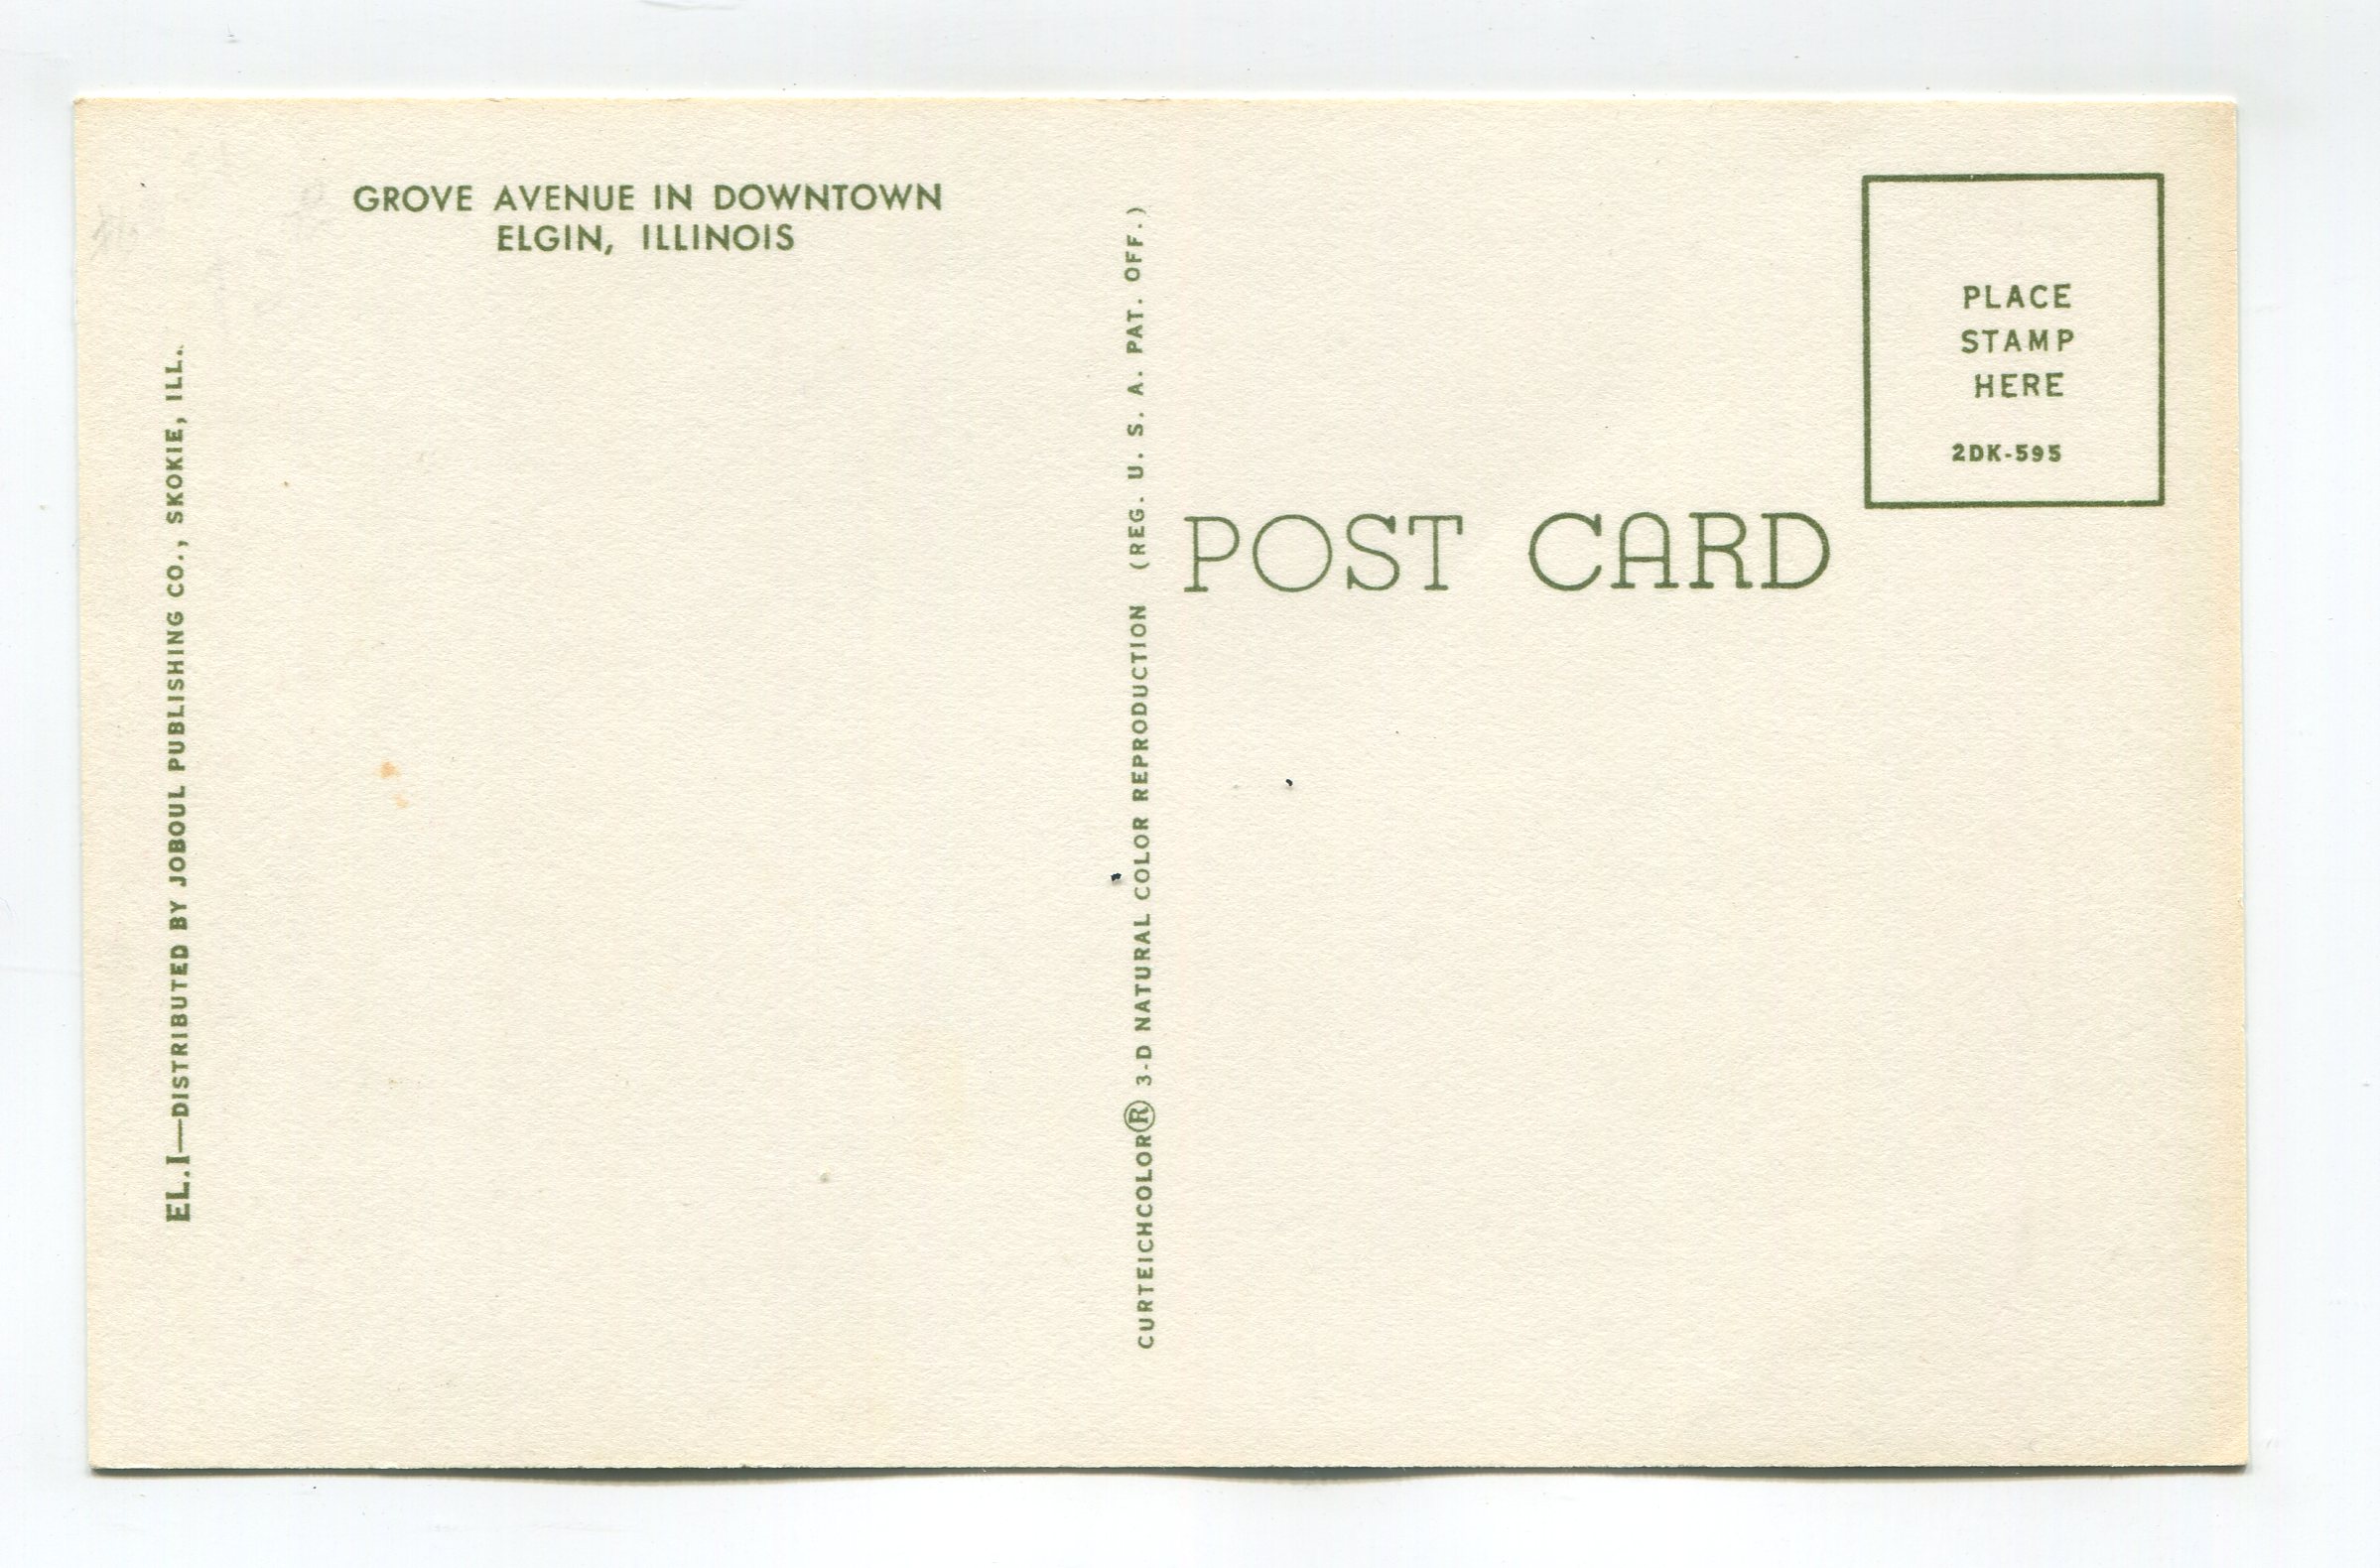 GROVE AVENUE IN DOWNTOWN
ELGIN, ILLINOIS
EL.I—DISTRIBUTED BY JOBOUL PUBLISHING CO., SKOKIE, ILL.
CURTEICHCOLOR® 3-D NATURAL COLOR REPRODUCTION (REG. U. S. A. PAT. OFF.)
POST CARD
PLACE
STAMP
HERE
2DK-595